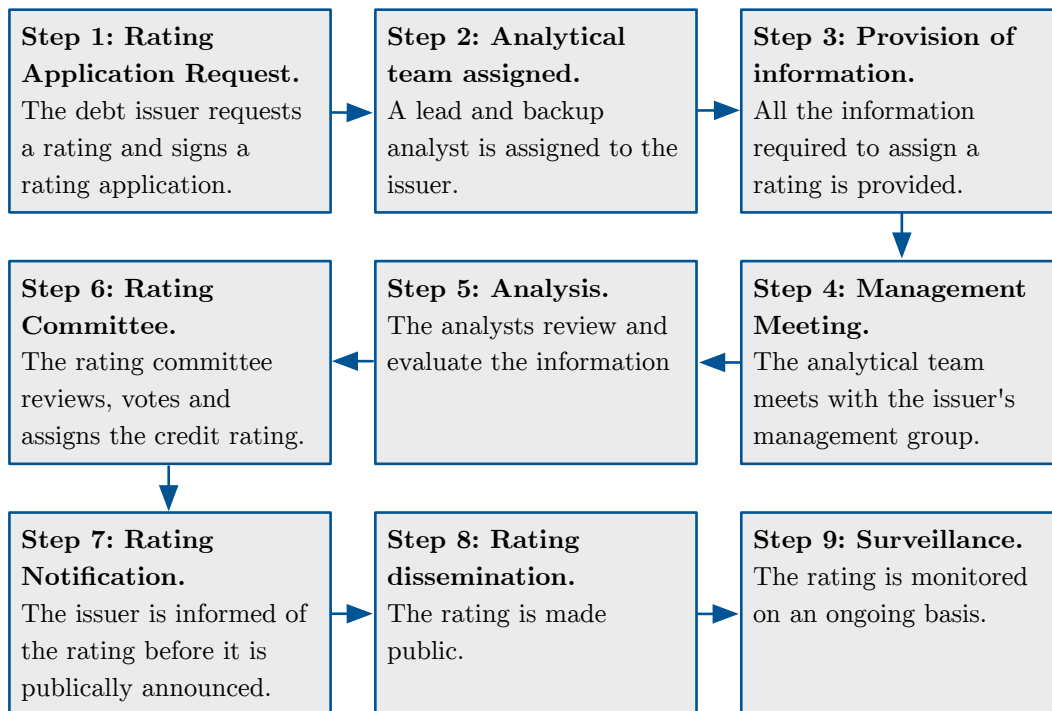 Step 1: Rating
Application Request.
The debt issuer requests
a rating and signs a
rating application.
Step 2: Analytical
team assigned.
A lead and backup
analyst is assigned to the
issuer.
Step 3: Provision of
information.
All the information
required to assign a
rating is provided.
Step 4: Management
Meeting.
The analytical team
meets with the issuer's
management group.
Step 5: Analysis.
The analysts review and
evaluate the information
Step 6: Rating
Committee.
The rating committee
reviews, votes and
assigns the credit rating.
Step 7: Rating
Notification.
The issuer is informed of
the rating before it is
publically announced.
Step 8: Rating
dissemination.
The rating is made
public.
Step 9: Surveillance.
The rating is monitored
on an ongoing basis.